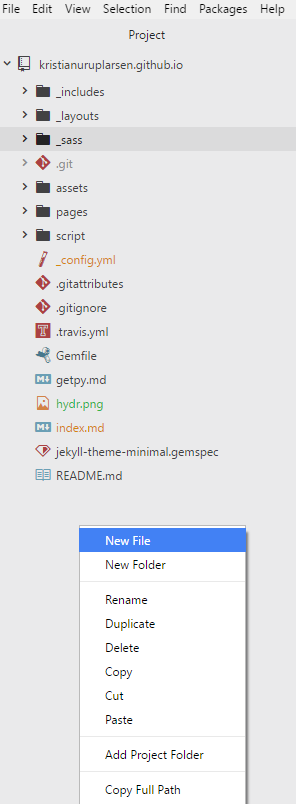 File Edit View Selection Find Packages Help
Project
kristianuruplarsen.github.io
_includes
_layouts
_sass
.git
assets
pages
script
_config.yml
.gitattributes
.gitignore
.travis.yml
Gemfile
getpy.md
hydr.png
index.md
jekyll-theme-minimal.gemspec
README.md
New File
New Folder
Rename
Duplicate
Delete
Copy
Cut
Paste
Add Project Folder
Copy Full Path